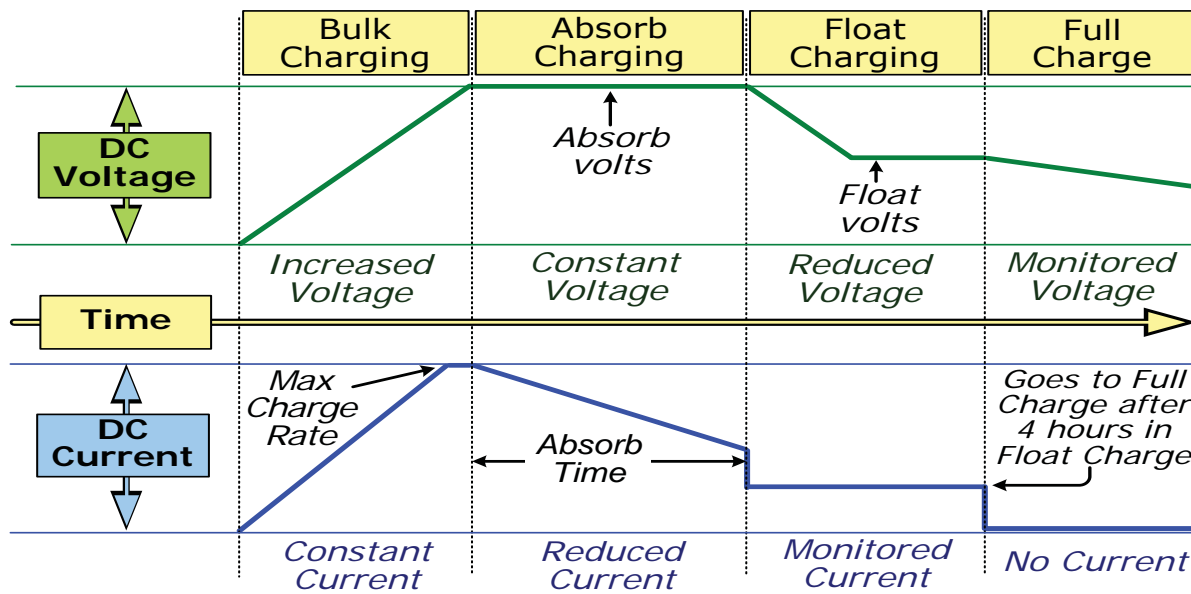 Bulk
Charging
Absorb
Charging
Float
Charging
Full
Charge
DC
Voltage
Absorb
volts
Float
volts
Increased
Voltage
Constant
Voltage
Reduced
Voltage
Monitored
Voltage
Time
DC
Current
Max
Charge
Rate
Absorb
Time
Goes to Full
Charge after
4 hours in
Float Charge
Constant
Current
Reduced
Current
Monitored
Current
No Current